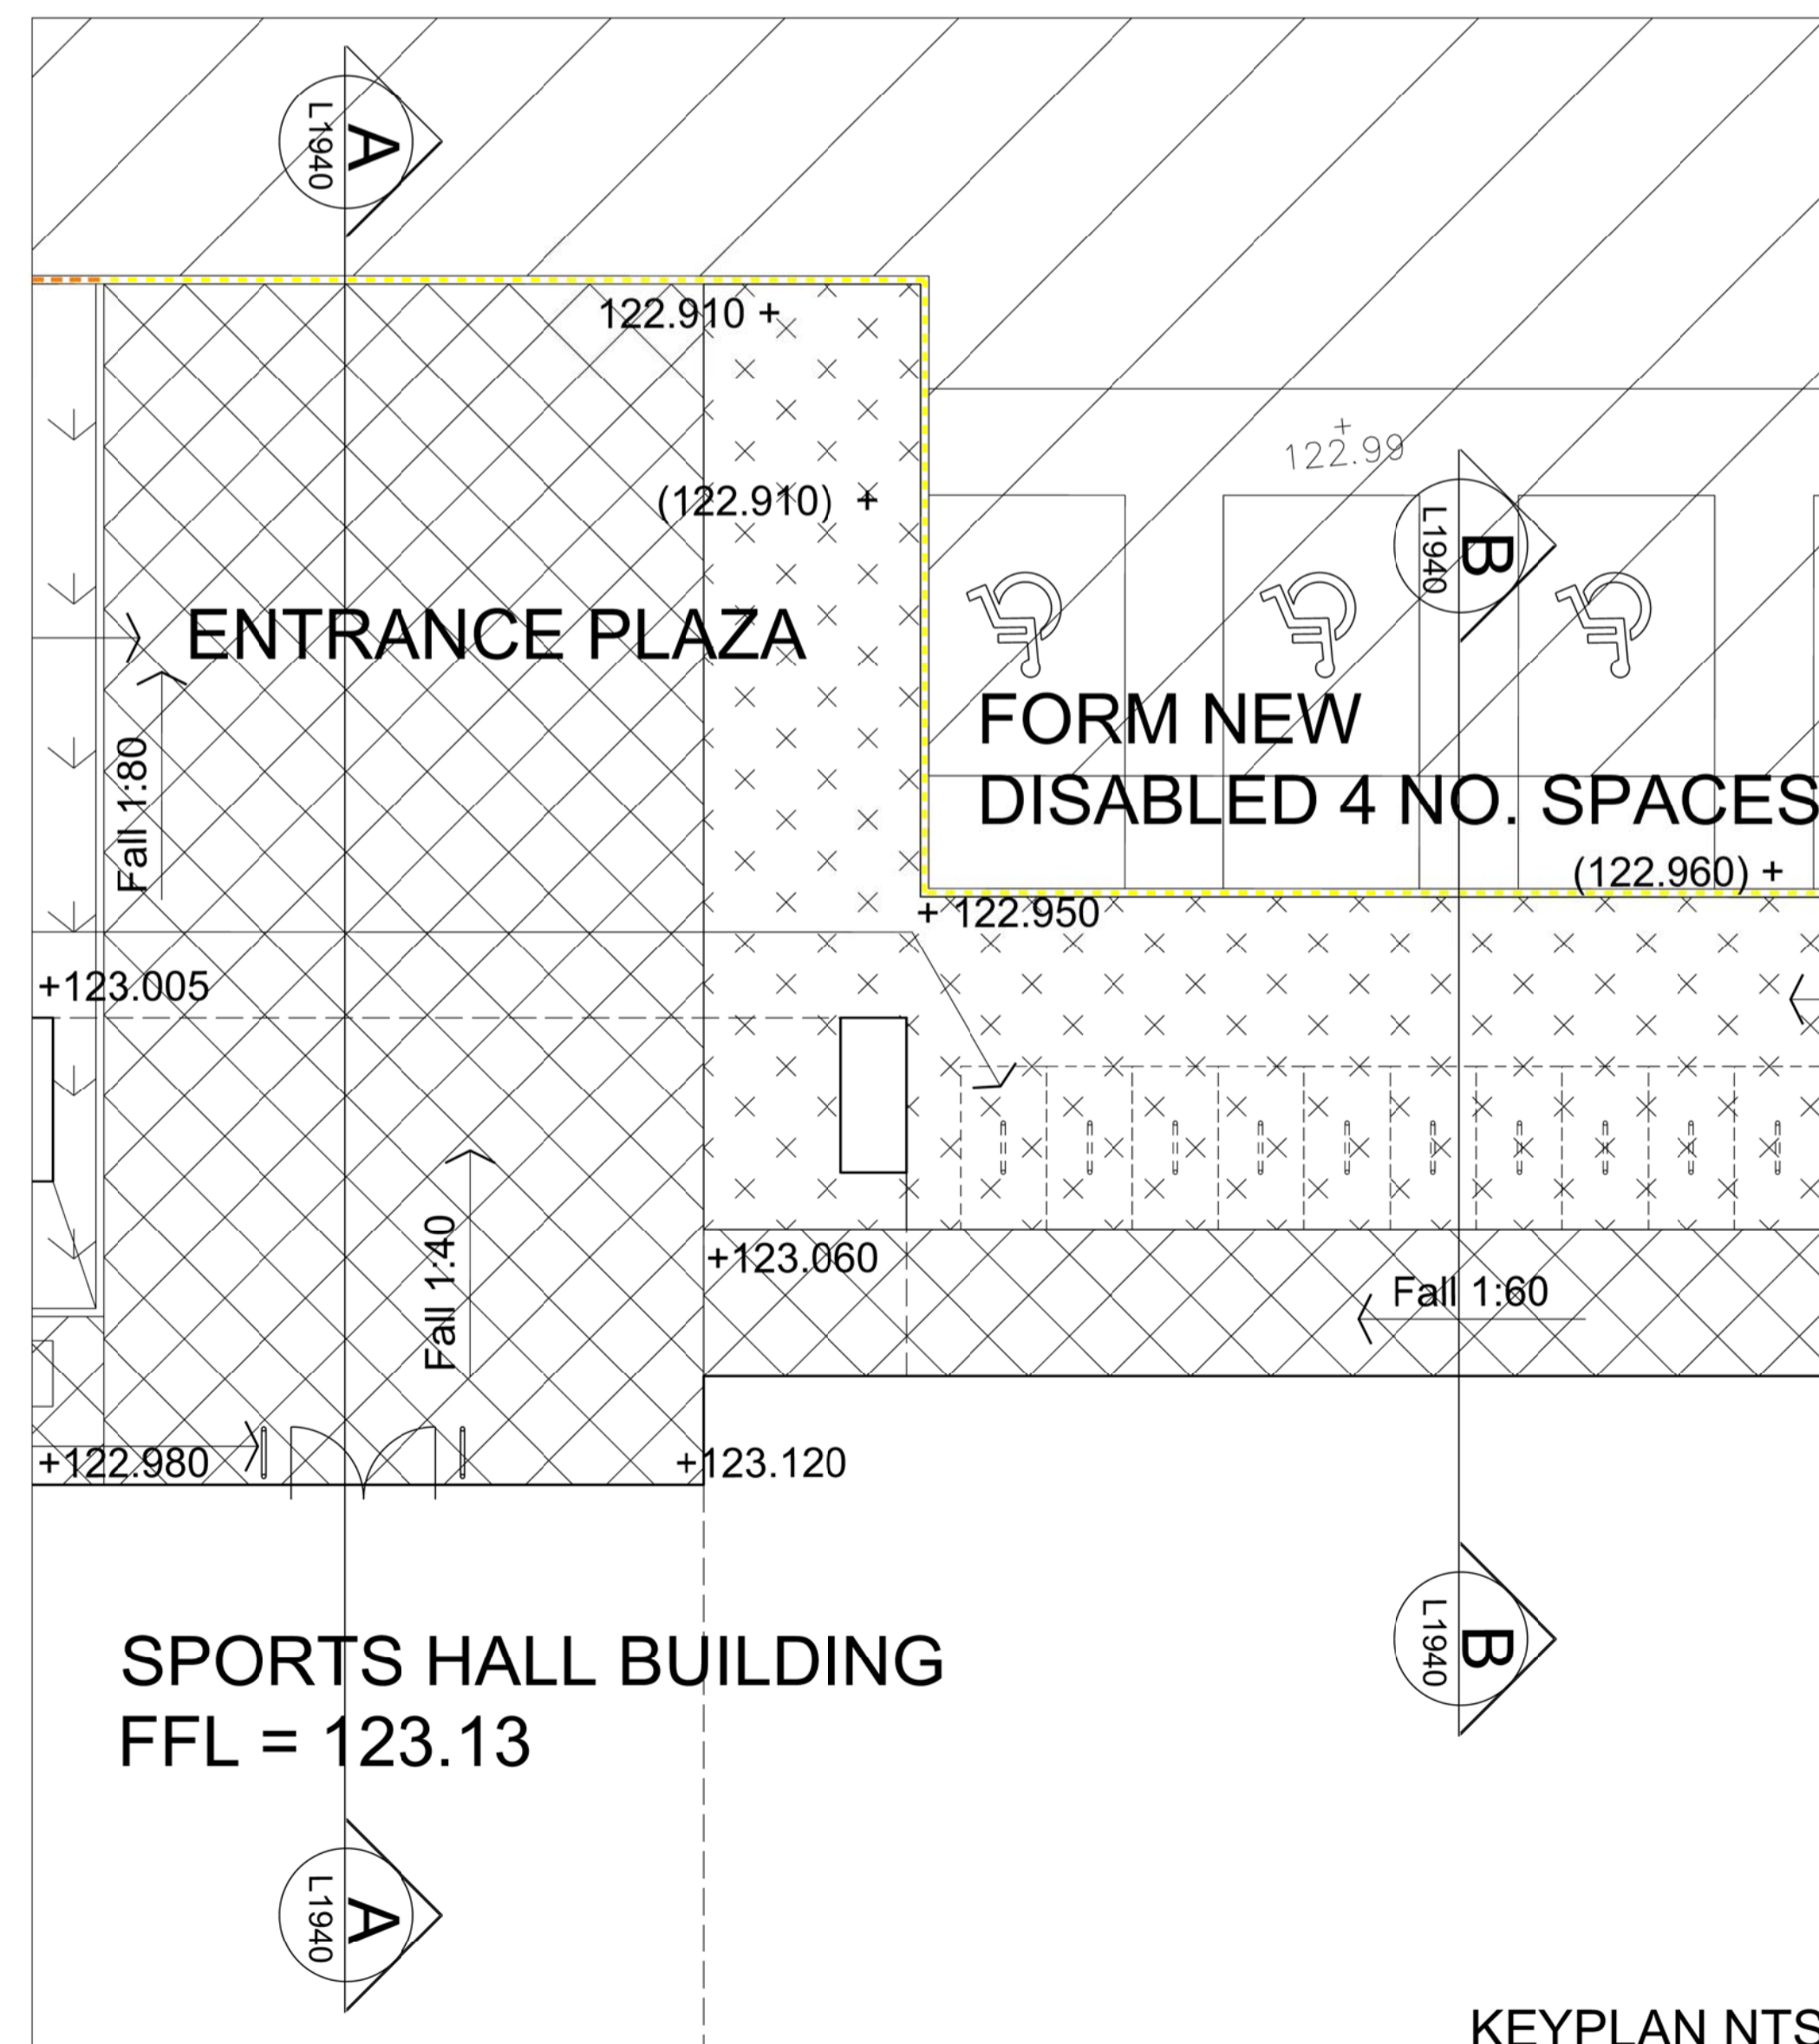 A
L1940
122.910 +
+
122.99
(122.910) +
B
L1940
ENTRANCE PLAZA
FORM NEW
DISABLED 4 NO. SPACES
Fall 1:80
(122.960) +
+ 122.950
+123.005
Fall 1:40
+123.060
Fall 1:60
+122.980
+123.120
SPORTS HALL BUILDING
FFL = 123.13
B
L1940
A
L1940
KEYPLAN NTS